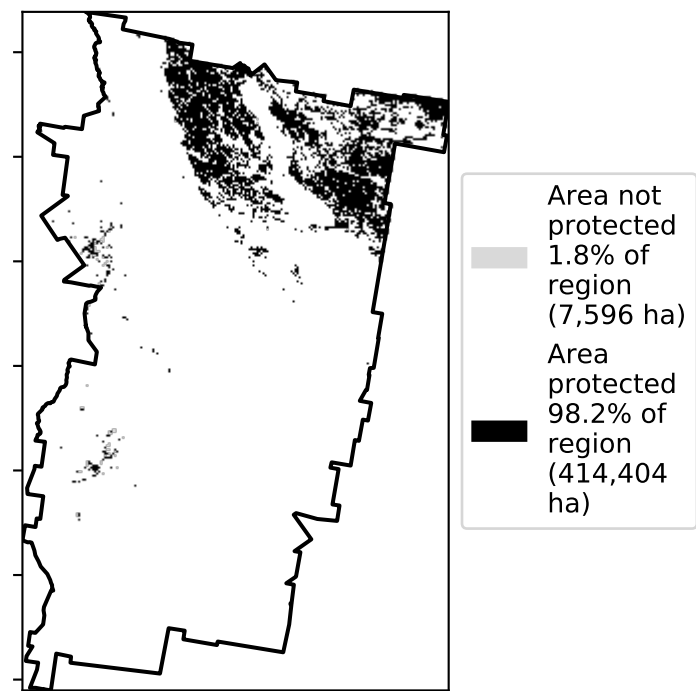 Area not
protected
1.8% of
region
(7,596 ha)
Area
protected
98.2% of
region
(414,404
ha)